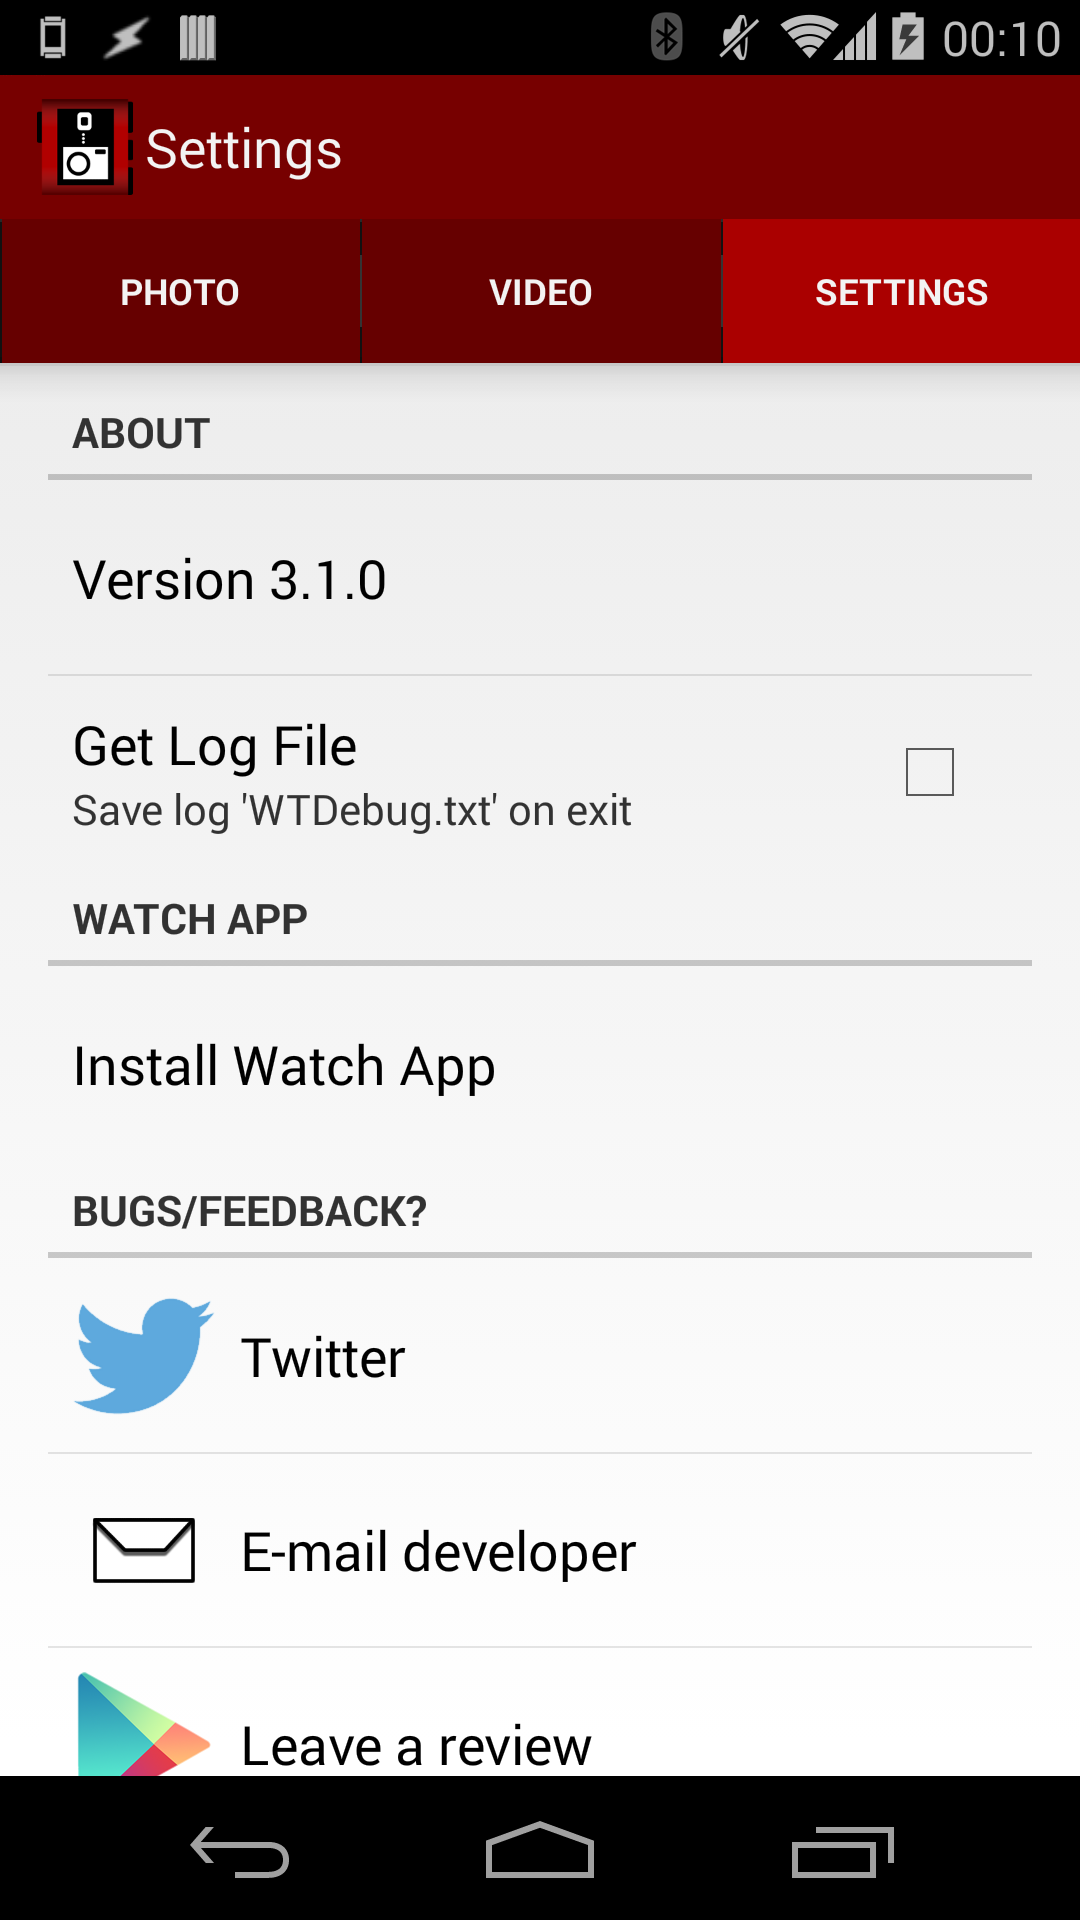 00:10
Settings
PHOTO
VIDEO
SETTINGS
ABOUT
Version 3.1.0
Get Log File
Save log 'WTDebug.txt' on exit
WATCH APP
Install Watch App
BUGS/FEEDBACK?
Twitter
E-mail developer
Leave a review